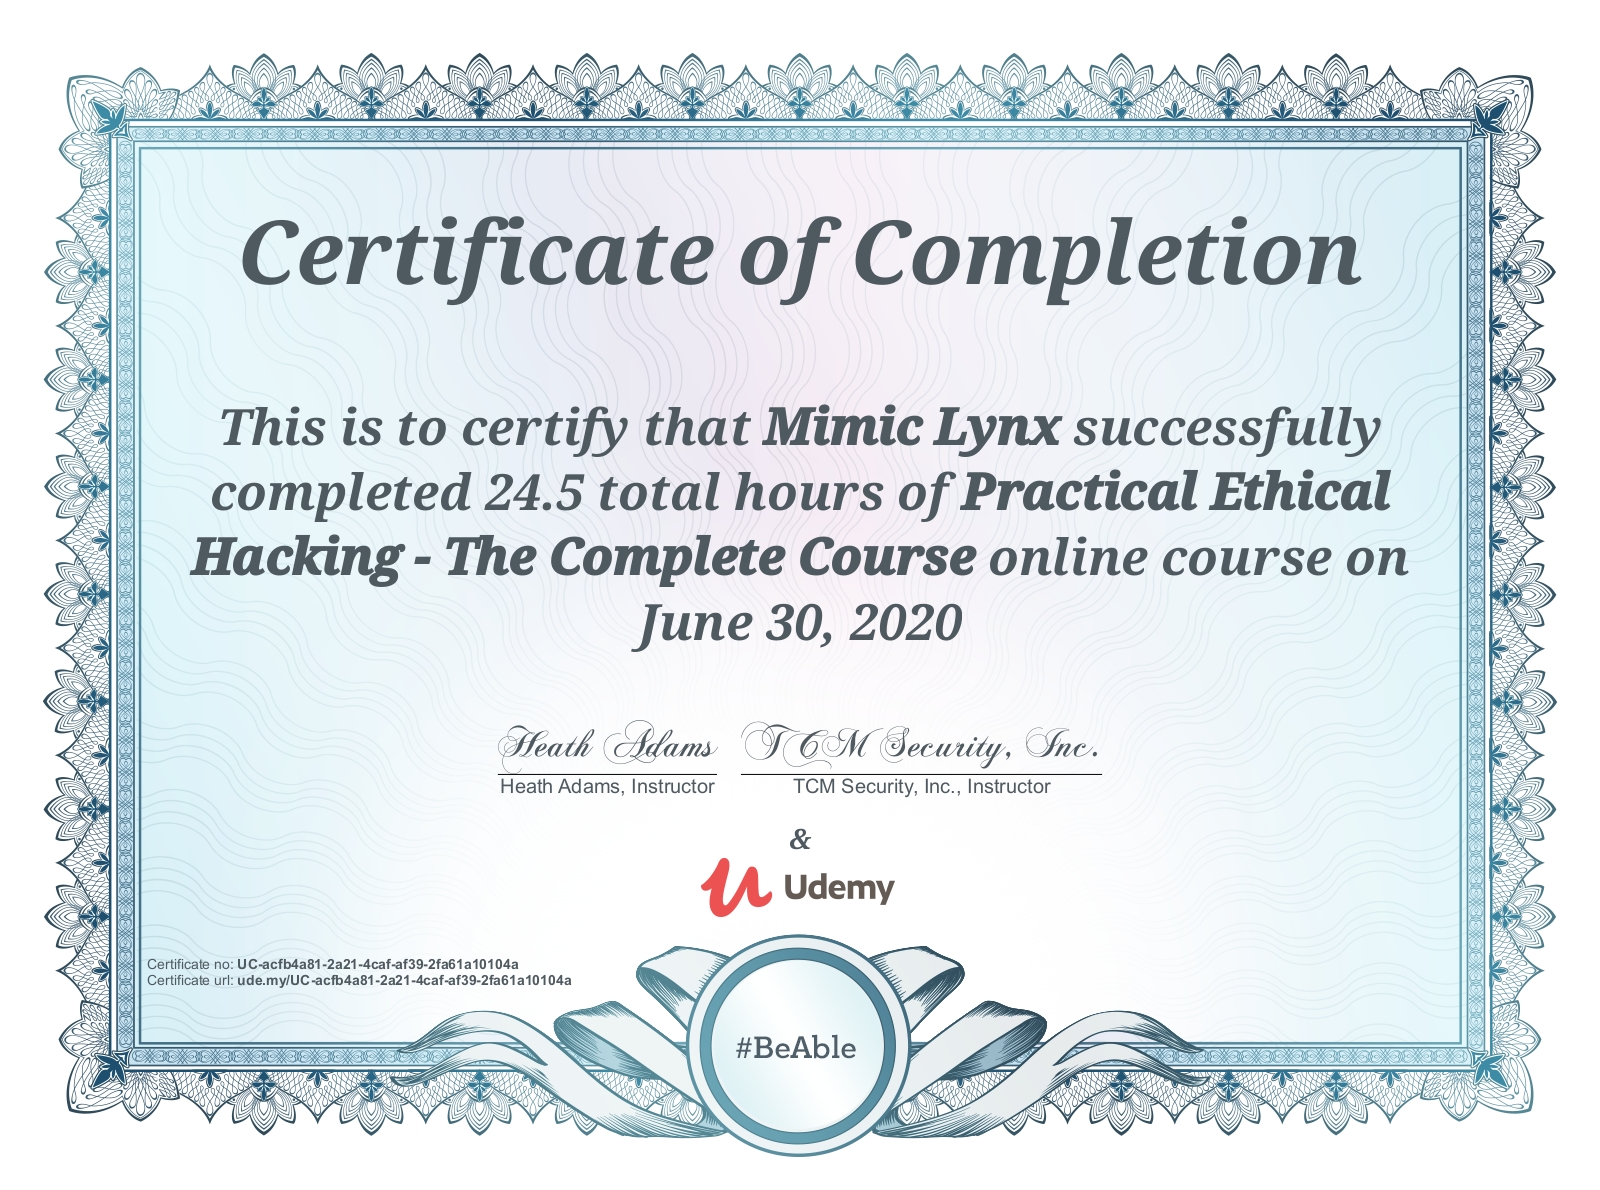 Certificate of Completion
This is to certify that Mimic Lynx successfully
completed 24.5 total hours of Practical Ethical
Hacking - The Complete Course online course on
June 30, 2020
Heath Adams TCM Security, Inc.
Heath Adams, Instructor TCM Security, Inc., Instructor
&
Udemy
Certificate no: UC-acfb4a81-2a21-4caf-af39-2fa61a10104a
Certificate url: ude.my/UC-acfb4a81-2a21-4caf-af39-2fa61a10104a
#BeAble